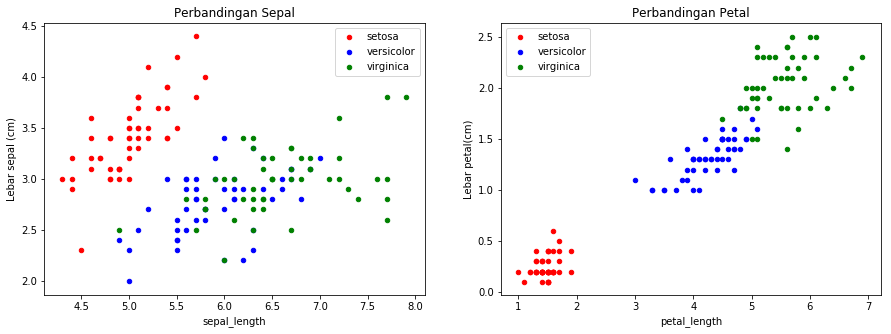 Perbandingan Sepal
setosa
versicolor
virginica
Lebar sepal (cm)
4.5
4.0
3.5
3.0
2.5
2.0
4.5
5.0
5.5
6.0
6.5
7.0
7.5
8.0
sepal_length
Perbandingan Petal
setosa
versicolor
virginica
Lebar petal(cm)
2.5
2.0
1.5
1.0
0.5
0.0
1
2
3
4
5
6
7
petal_length